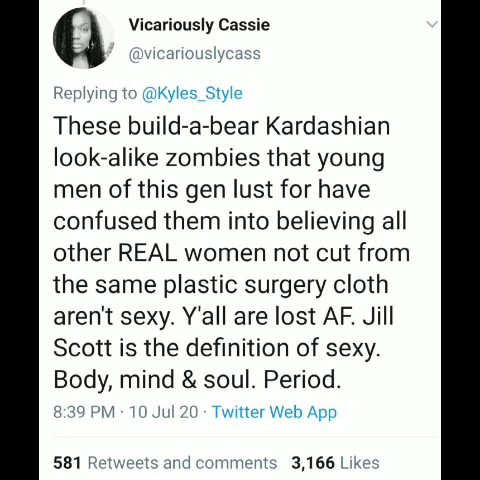 Vicariously Cassie
@vicariouslycass
Replying to @Kyles_Style
These build-a-bear Kardashian
look-alike zombies that young
men of this gen lust for have
confused them into believing all
other REAL women not cut from
the same plastic surgery cloth
aren't sexy. Y'all are lost AF. Jill
Scott is the definition of sexy.
Body, mind & soul. Period.
8:39 PM · 10 Jul 20 · Twitter Web App
581 Retweets and comments 3,166 Likes